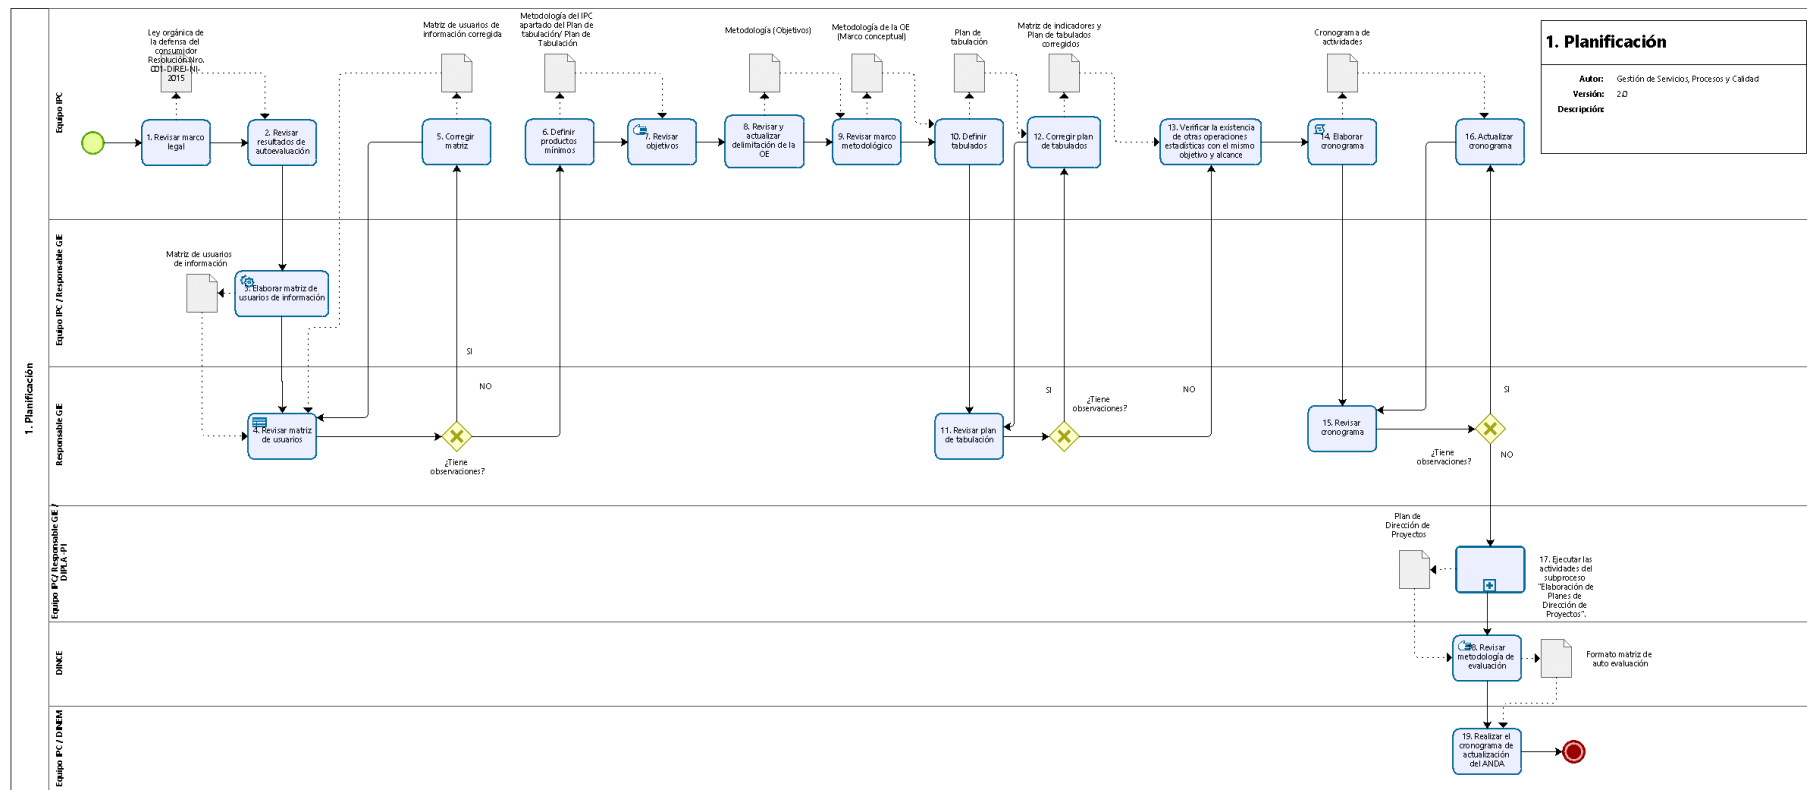 1. Planificación
Autor: Gestión de Servicios, Procesos y Calidad
Versión: 2.0
Descripción:
1. Planificación
Equipo IPC
Ley orgánica de
la defensa del
consumidor
Resolución Nro.
001-DIREJ-NI-
2015
Matriz de usuarios de
información corregida
Metodología del IPC
apartado del Plan de
tabulación/ Plan de
Tabulación
Metodología (Objetivos)
Metodología de la OE
(Marco conceptual)
Plan de
tabulación
Matriz de indicadores y
Plan de tabulados
corregidos
Cronograma de
actividades
1. Revisar marco
legal
2. Revisar
resultados de
autoevaluación
5. Corregir
matriz
6. Definir
productos
mínimos
7. Revisar
objetivos
8. Revisar y
actualizar
delimitación de la
OE
9. Revisar marco
metodológico
10. Definir
tabulados
12. Corregir plan
de tabulados
13. Verificar la existencia
de otras operaciones
estadísticas con el mismo
objetivo y alcance
14. Elaborar
cronograma
16. Actualizar
cronograma
Equipo IPC / Responsable GIE
Matriz de usuarios
de información
3. Elaborar matriz de
usuarios de información
SI
Responsable GIE
NO
4. Revisar matriz
de usuarios
¿Tiene
observaciones?
11. Revisar plan
de tabulación
SI
¿Tiene
observaciones?
NO
15. Revisar
cronograma
SI
¿Tiene
observaciones?
NO
Equipo IPC/ Responsable GIE /
DIPLA -PI
Plan de
Dirección de
Proyectos
17. Ejecutar las
actividades del
subproceso
"Elaboración de
Planes de
Dirección de
Proyectos".
DINCE
18. Revisar
metodología de
evaluación
Formato matriz de
auto evaluación
Equipo IPC / DINEM
19. Realizar el
cronograma de
actualización
del ANDA